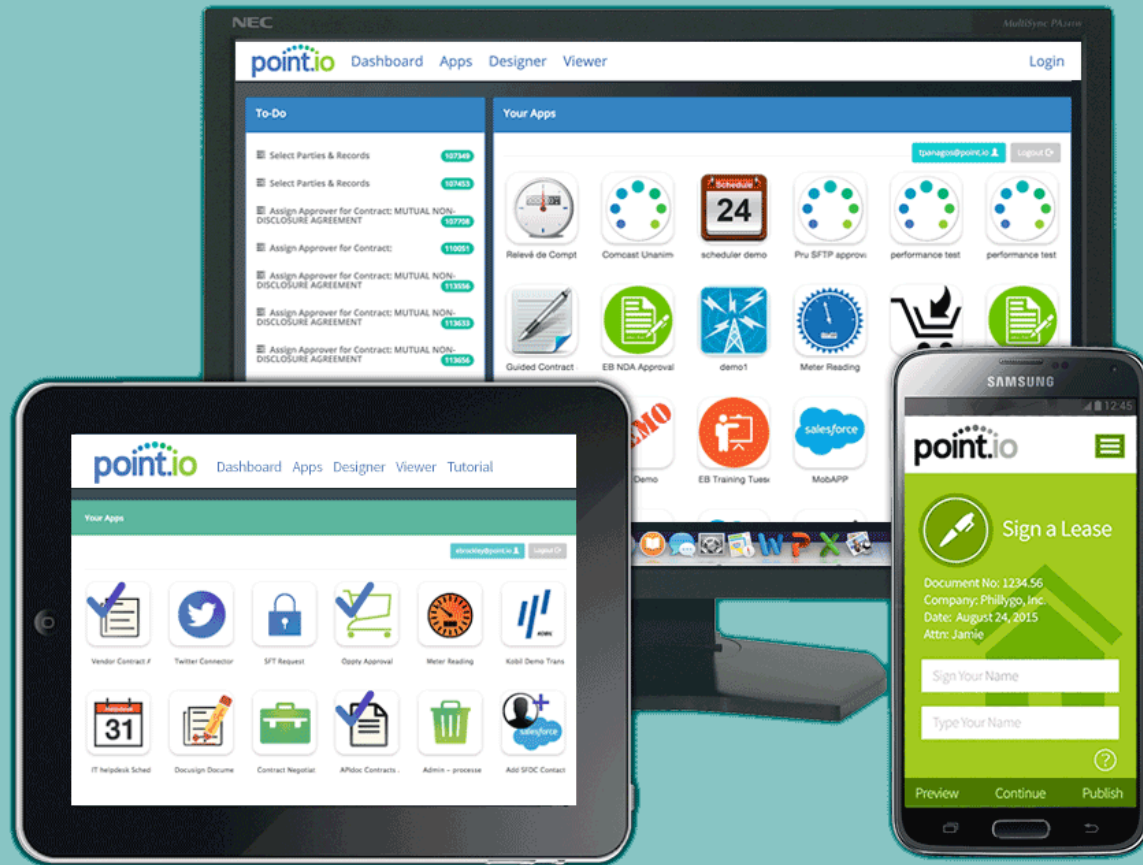 NEC
MultiSync
point.io Dashboard Apps Designer Viewer Login
To-Do
Select Parties & Records 107349
Select Parties & Records 107453
Assign Approver for Contract: MUTUAL NON-
DISCLOSURE AGREEMENT 107708
Assign Approver for Contract: 110051
Assign Approver for Contract: MUTUAL NON-
DISCLOSURE AGREEMENT 113556
Assign Approver for Contract: MUTUAL NON-
DISCLOSURE AGREEMENT 113633
Assign Approver for Contract: MUTUAL NON-
DISCLOSURE AGREEMENT 113656
Your Apps
tpanagos@point.io Logout
Schedule
24
Relevé de Compt Comcast Unanim scheduler demo Pru SFTP approv performance test performance test
Guided Contract EB NDA Approval demo1 Meter Reading
salesforce
Demo EB Training Tues MobAPP
W P X
point.io Dashboard Apps Designer Viewer Tutorial
Your Apps
ebrockley@point.io Logout
Vendor Contract Twitter Connector SFT Request Oppty Approval Meter Reading Kobil Demo Trans
Helpdesk
31
salesforce
IT helpdesk Sched Docusign Docume Contract Negotiat APIdoc Contracts . Admin - processe Add SFDC Contact
SAMSUNG
12:45
point.io
Sign a Lease
Document No: 1234.56
Company: Phillygo, Inc.
Date: August 24, 2015
Attn: Jamie
Sign Your Name
Type Your Name
?
Preview Continue Publish